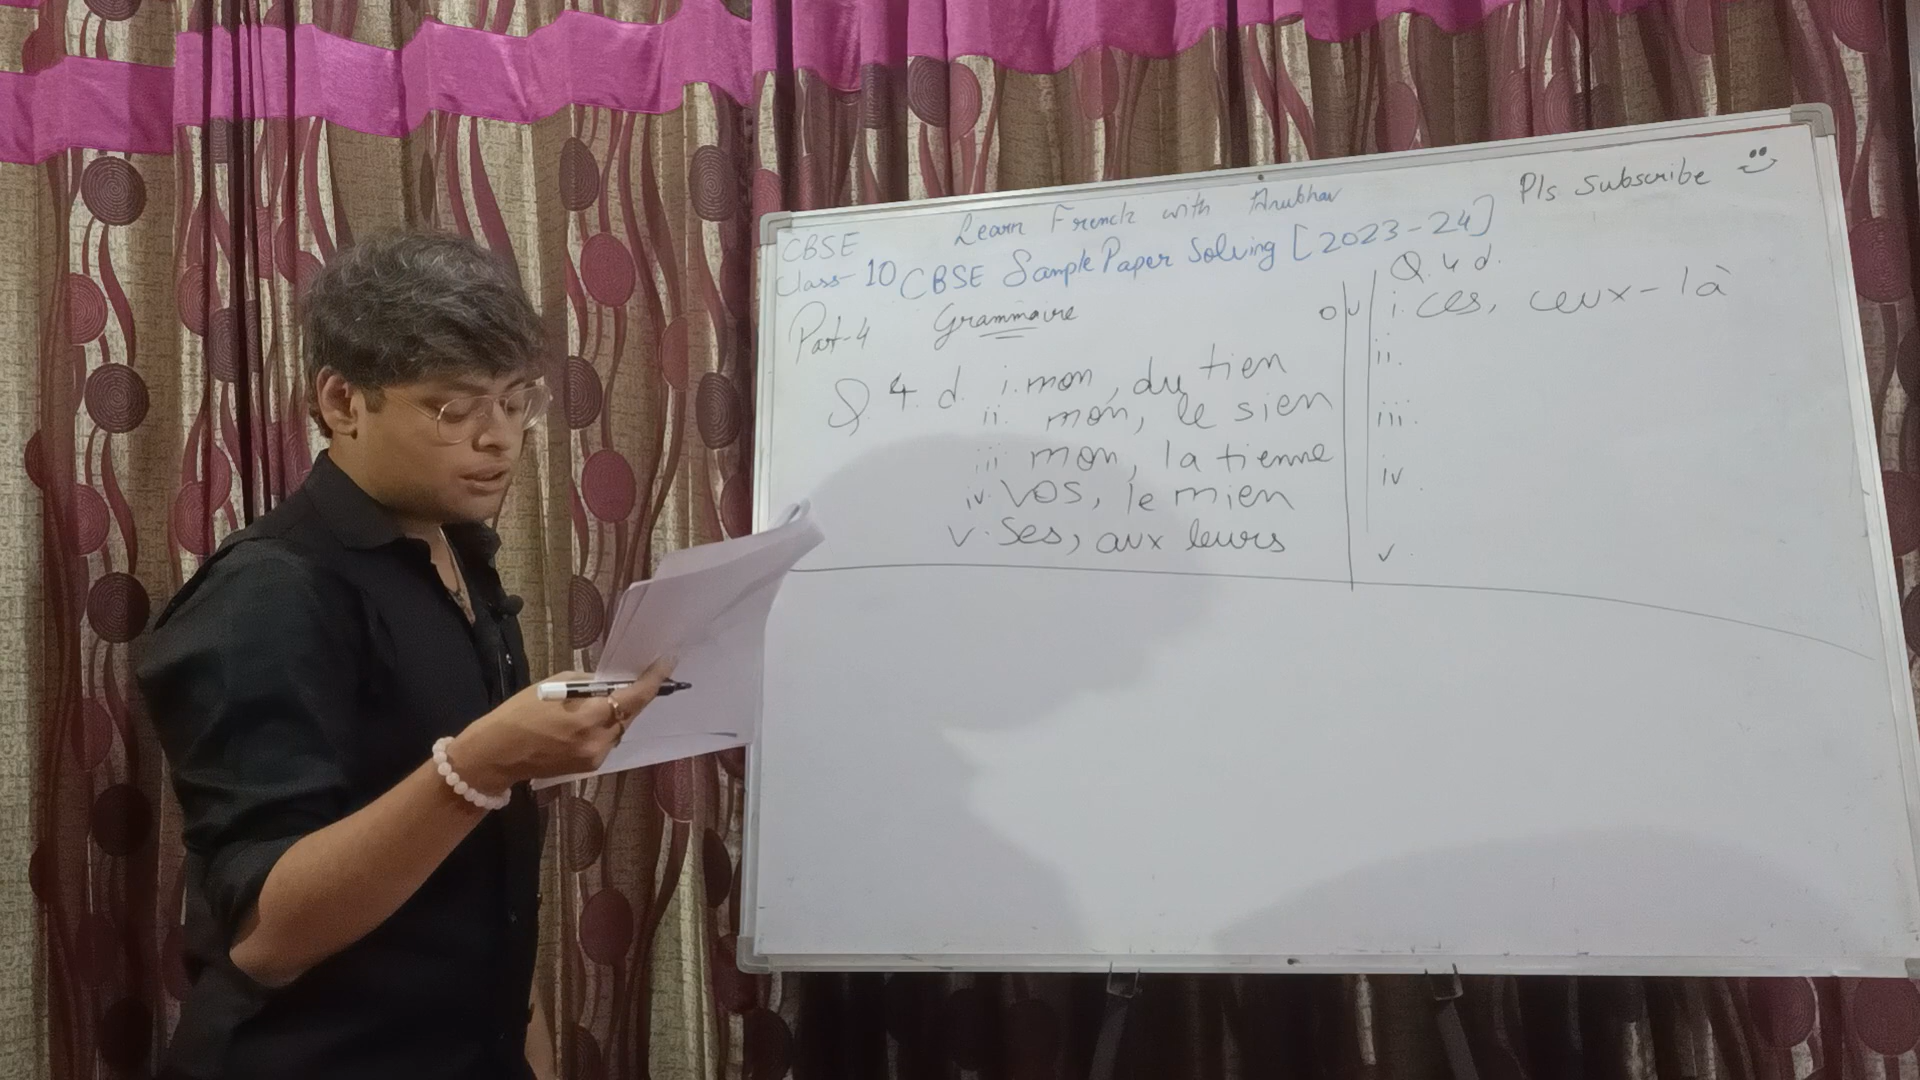 Learn French with Anubhav
Pls Subscribe
CBSE
Class-10 CBSE Sample Paper Solving [2023-24]
Part-4 Grammaire
Q. 4. d. i. mon, du tien
ii. mon, le sien
iii mon, la tienne
iv. Vos, le mien
v. Ses, aux leurs
ou
Q. 4 d.
i. Ces, ceux-là
ii.
iii.
iv.
v.